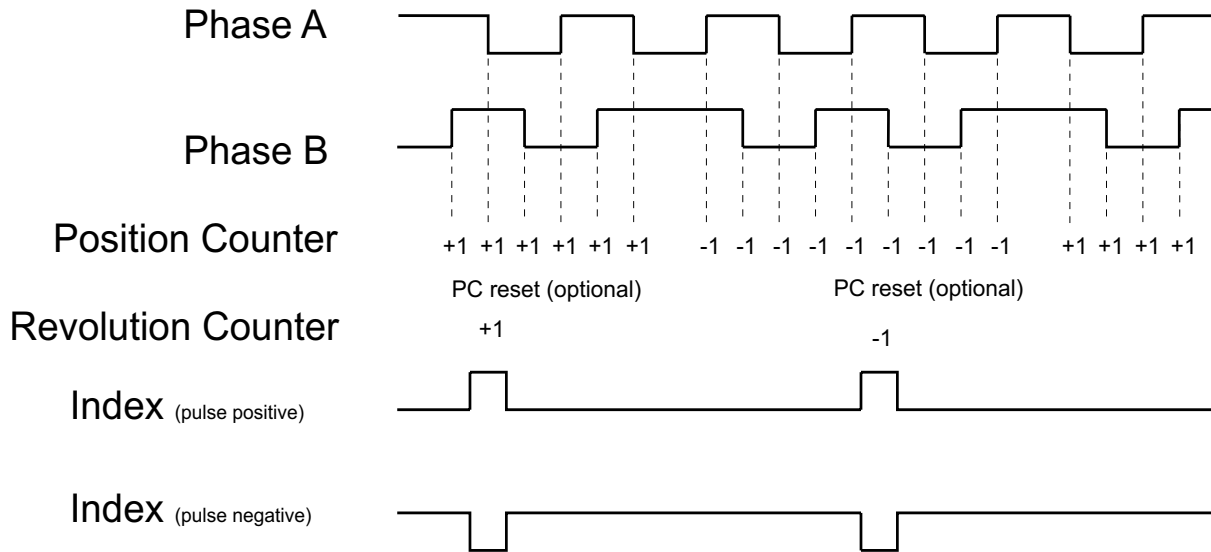 Phase A
Phase B
Position Counter +1 +1 +1 +1 +1 +1 -1 -1 -1 -1 -1 -1 -1 -1 -1 +1 +1 +1 +1
PC reset (optional) PC reset (optional)
Revolution Counter +1 -1
Index (pulse positive)
Index (pulse negative)